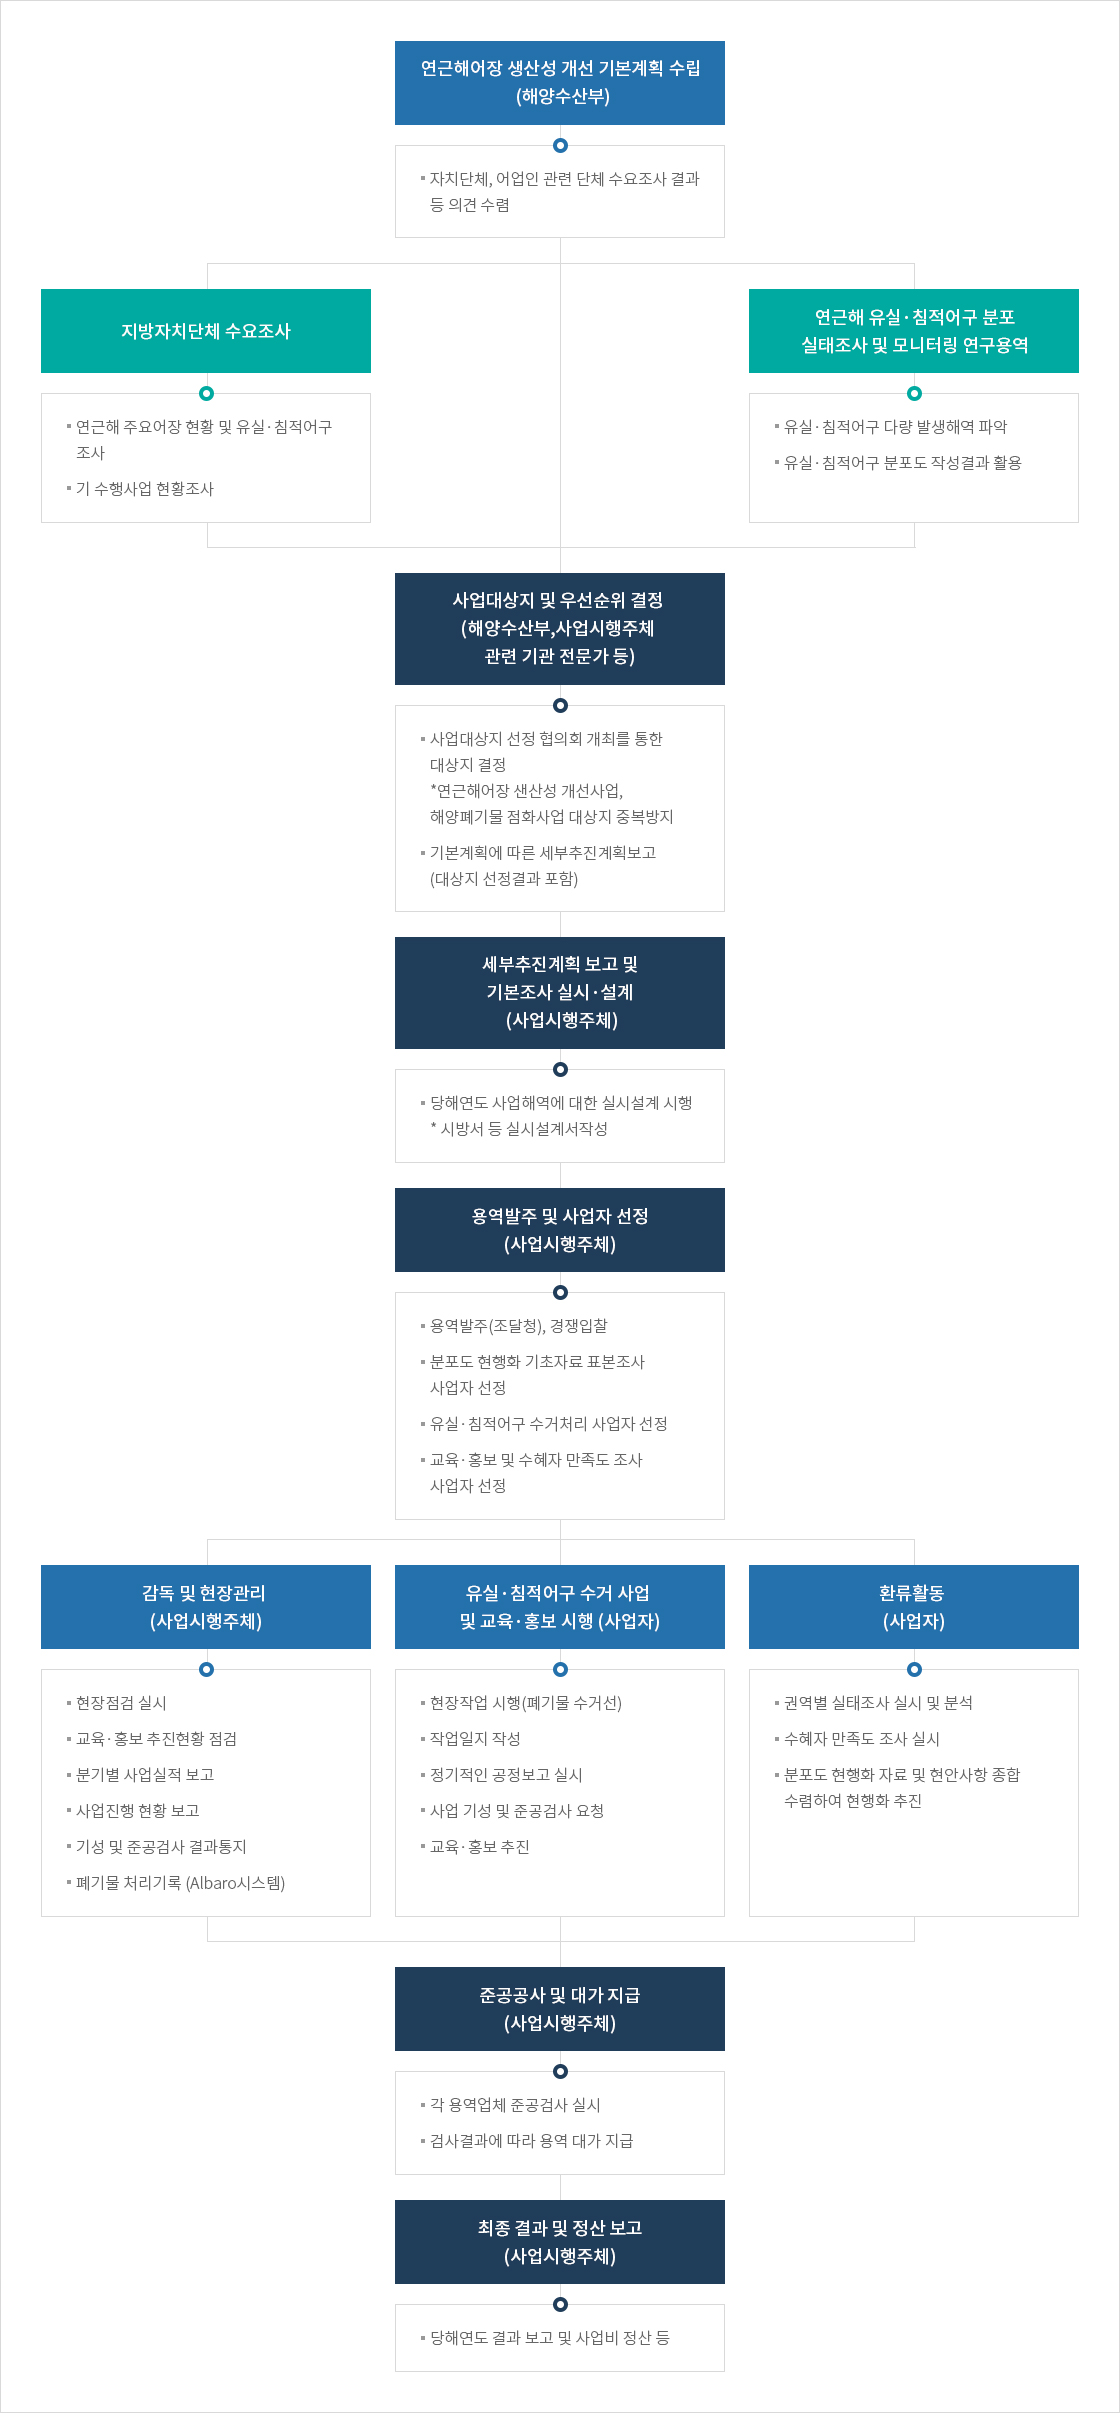 연근해어장 생산성 개선 기본계획 수립
(해양수산부)
자치단체, 어업인 관련 단체 수요조사 결과
등 의견 수렴
지방자치단체 수요조사
연근해 주요어장 현황 및 유실·침적어구
조사
기 수행사업 현황조사
연근해 유실·침적어구 분포
실태조사 및 모니터링 연구용역
유실·침적어구 다량 발생해역 파악
유실·침적어구 분포도 작성결과 활용
사업대상지 및 우선순위 결정
(해양수산부,사업시행주체
관련 기관 전문가 등)
사업대상지 선정 협의회 개최를 통한
대상지 결정
*연근해어장 샌산성 개선사업,
해양폐기물 점화사업 대상지 중복방지
기본계획에 따른 세부추진계획보고
(대상지 선정결과 포함)
세부추진계획 보고 및
기본조사 실시·설계
(사업시행주체)
당해연도 사업해역에 대한 실시설계 시행
* 시방서 등 실시설계서작성
용역발주 및 사업자 선정
(사업시행주체)
용역발주(조달청), 경쟁입찰
분포도 현행화 기초자료 표본조사
사업자 선정
유실·침적어구 수거처리 사업자 선정
교육·홍보 및 수혜자 만족도 조사
사업자 선정
감독 및 현장관리
(사업시행주체)
현장점검 실시
교육·홍보 추진현황 점검
분기별 사업실적 보고
사업진행 현황 보고
기성 및 준공검사 결과통지
폐기물 처리기록 (Albaro시스템)
유실·침적어구 수거 사업
및 교육·홍보 시행 (사업자)
현장작업 시행(폐기물 수거선)
작업일지 작성
정기적인 공정보고 실시
사업 기성 및 준공검사 요청
교육·홍보 추진
환류활동
(사업자)
권역별 실태조사 실시 및 분석
수혜자 만족도 조사 실시
분포도 현행화 자료 및 현안사항 종합
수렴하여 현행화 추진
준공공사 및 대가 지급
(사업시행주체)
각 용역업체 준공검사 실시
검사결과에 따라 용역 대가 지급
최종 결과 및 정산 보고
(사업시행주체)
당해연도 결과 보고 및 사업비 정산 등